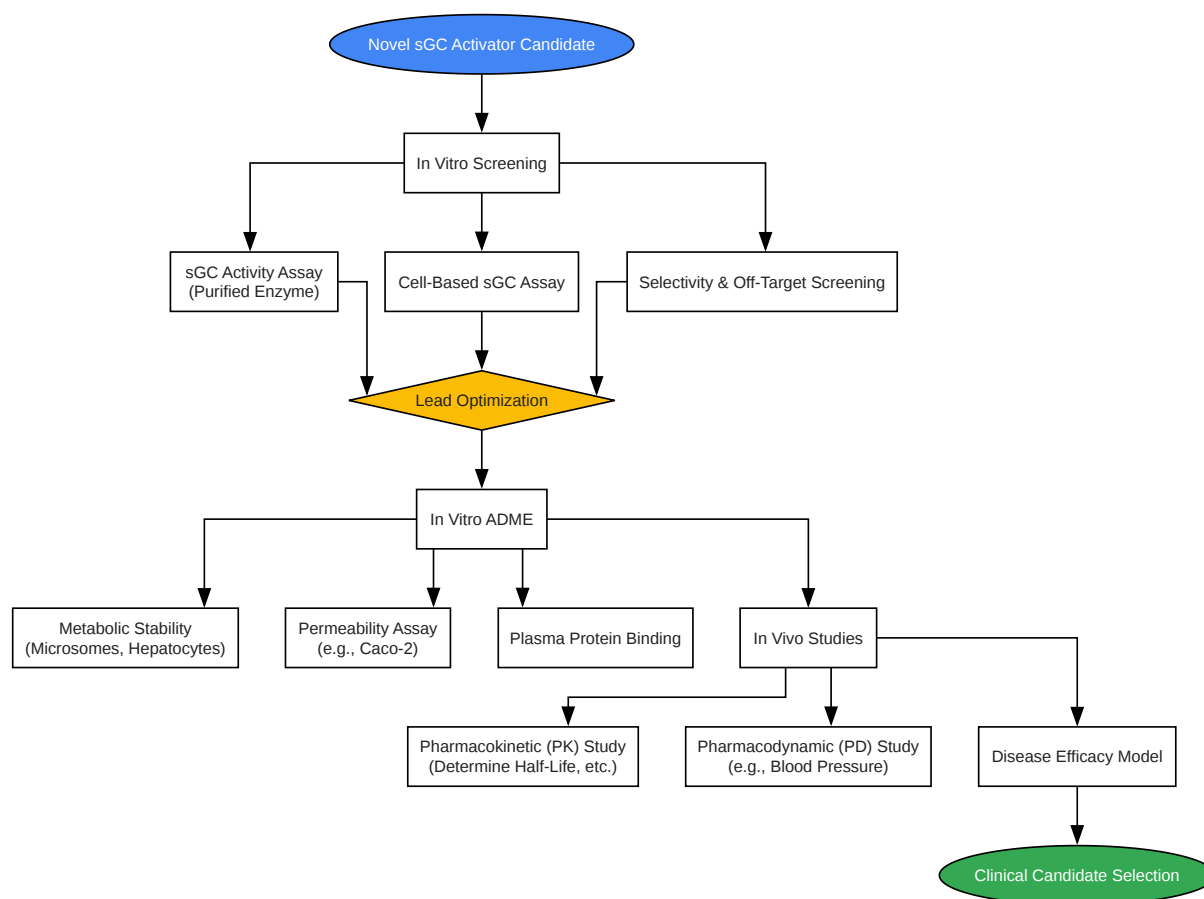 Novel sGC Activator Candidate
In Vitro Screening
sGC Activity Assay
(Purified Enzyme)
Cell-Based sGC Assay
Selectivity & Off-Target Screening
Lead Optimization
In Vitro ADME
Metabolic Stability
(Microsomes, Hepatocytes)
Permeability Assay
(e.g., Caco-2)
Plasma Protein Binding
In Vivo Studies
Pharmacokinetic (PK) Study
(Determine Half-Life, etc.)
Pharmacodynamic (PD) Study
(e.g., Blood Pressure)
Disease Efficacy Model
Clinical Candidate Selection